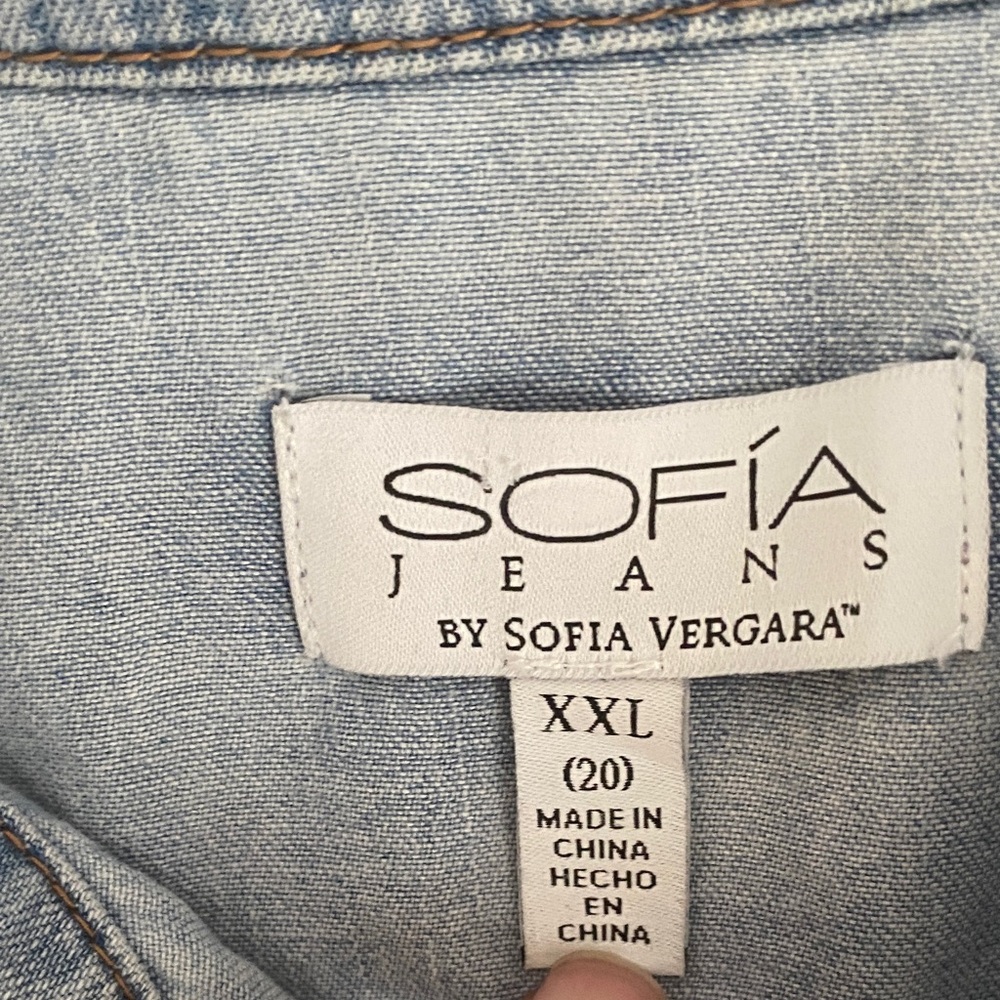 SOFÍA
JEANS
BY SOFIA VERGARA™
XXL
(20)
MADE IN
CHINA
HECHO
EN
CHINA